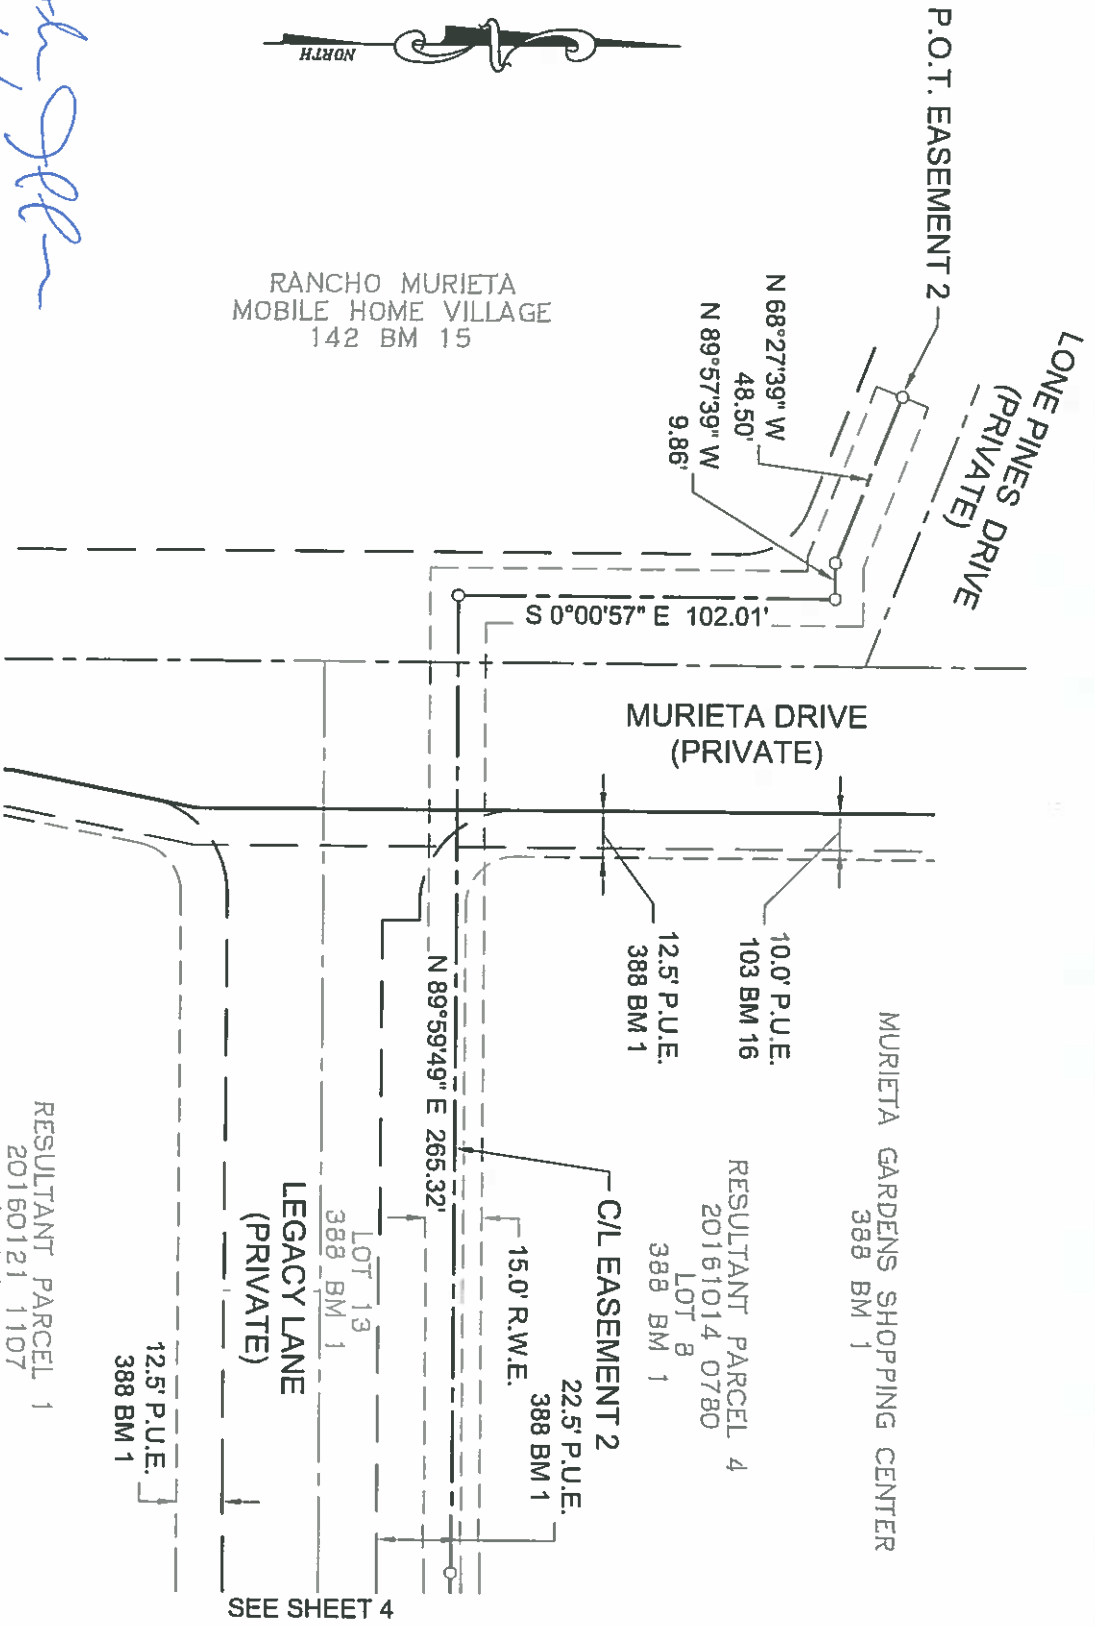 NORTH
P.O.T. EASEMENT 2
LONE PINES DRIVE
(PRIVATE)
N 68°27'39" W
48.50'
N 89°57'39" W
9.86'
RANCHO MURIETA
MOBILE HOME VILLAGE
142 BM 15
S 0°00'57" E 102.01'
MURIETA DRIVE
(PRIVATE)
10.0' P.U.E.
103 BM 16
12.5' P.U.E.
388 BM 1
MURIETA GARDENS SHOPPING CENTER
388 BM 1
RESULTANT PARCEL 4
20161014 0780
LOT 8
388 BM 1
N 89°59'49" E 265.32'
C/L EASEMENT 2
15.0' R.W.E.
22.5' P.U.E.
388 BM 1
LOT 13
388 BM 1
LEGACY LANE
(PRIVATE)
12.5' P.U.E.
388 BM 1
RESULTANT PARCEL 1
20160121 1107
SEE SHEET 4